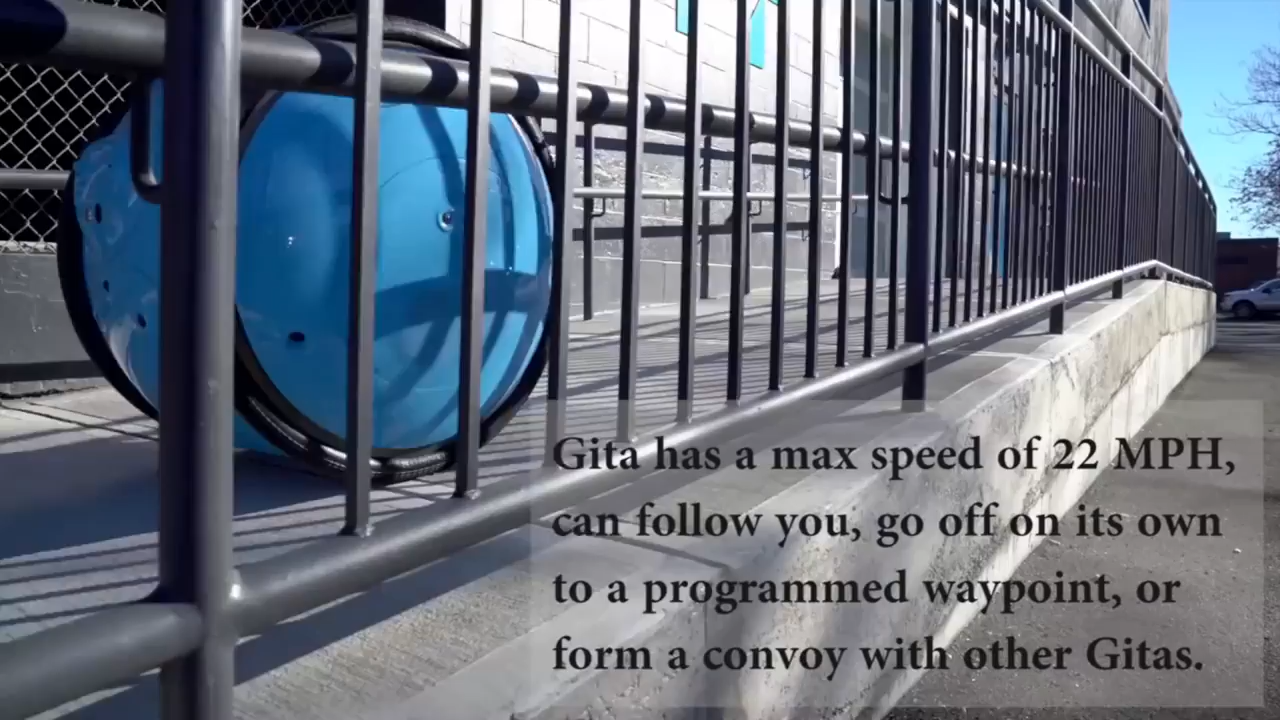 Gita has a max speed of 22 MPH,
can follow you, go off on its own
to a programmed waypoint, or
form a convoy with other Gitas.